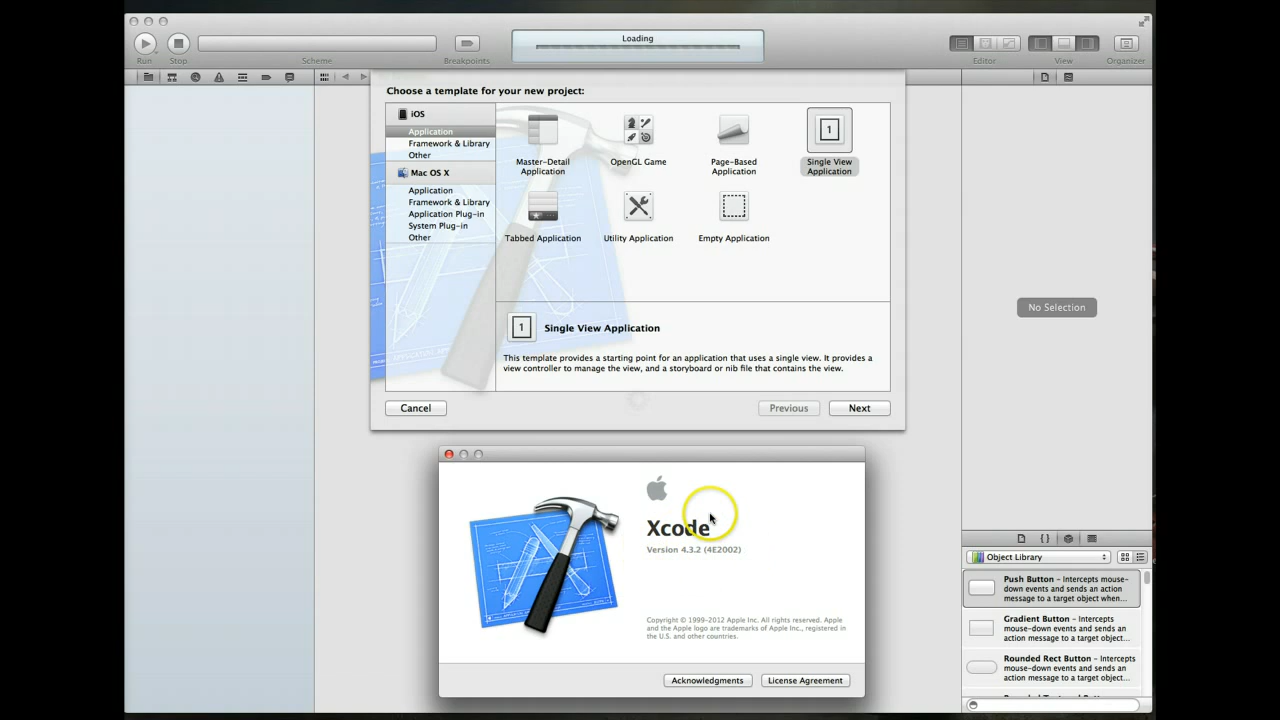 Loading
Run
Stop
Scheme
Breakpoints
Editor
View
Organizer
Choose a template for your new project:
iOS
Application
Framework & Library
Other
Mac OS X
Application
Framework & Library
Application Plug-in
System Plug-in
Other
Master-Detail
Application
OpenGL Game
Page-Based
Application
1
Single View
Application
Tabbed Application
Utility Application
Empty Application
1
Single View Application
This template provides a starting point for an application that uses a single view. It provides a
view controller to manage the view, and a storyboard or nib file that contains the view.
Cancel
Previous
Next
No Selection
Xcode
Version 4.3.2 (4E2002)
Copyright © 1999-2012 Apple Inc. All rights reserved. Apple
and the Apple logo are trademarks of Apple Inc., registered in
the U.S. and other countries.
Acknowledgments
License Agreement
{ }
Object Library
Push Button - Intercepts mouse-
down events and sends an action
message to a target object when...
Gradient Button - Intercepts
mouse-down events and sends an
action message to a target object...
Rounded Rect Button - Intercepts
mouse-down events and sends an
action message to a target object...